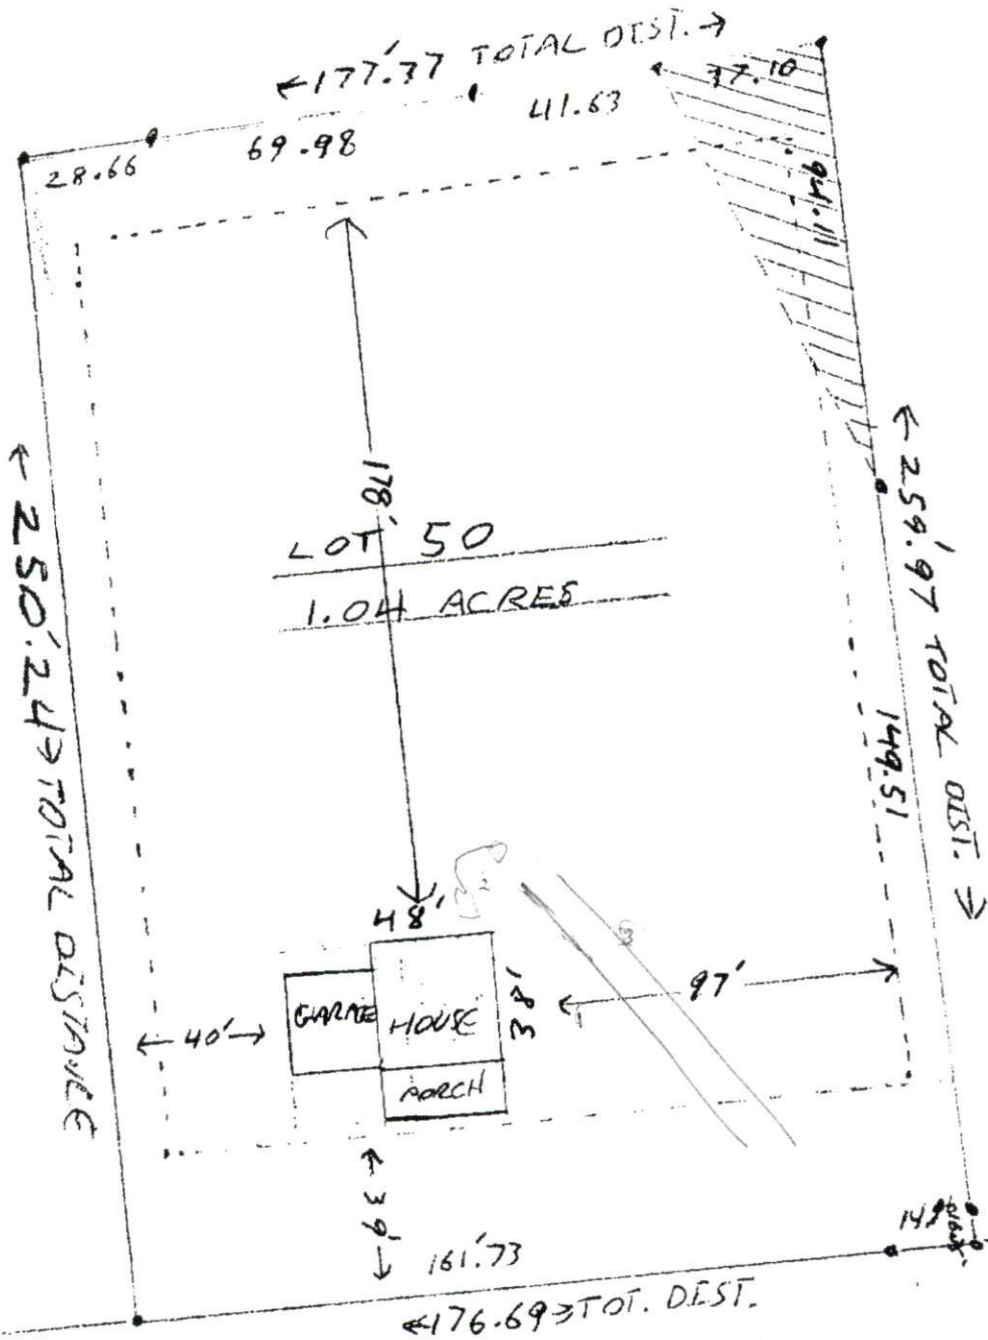 ←177'.37 TOTAL DIST.→
28.66
69.98
41.63
37.10
94.11
178'
LOT 50
1.04 ACRES
← 250'.24→TOTAL DISTANCE
← 259'.97 TOTAL DIST. →
149.51
48'
GARAGE
HOUSE
38'
PORCH
←40'→
← 97'
← 39' →
161'.73
←176.69→TOT. DIST.